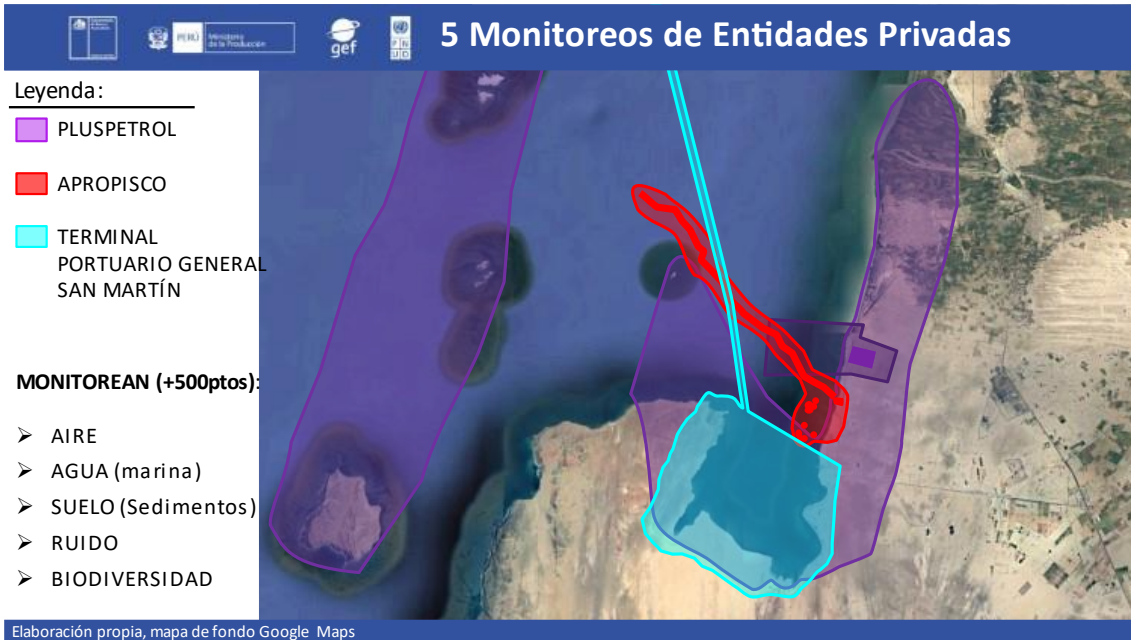 PERÚ
Ministerio
de la Producción
gef
P N
U D
5 Monitoreos de Entidades Privadas
Leyenda:
PLUSPETROL
APROPISCO
TERMINAL
PORTUARIO GENERAL
SAN MARTÍN
MONITOREAN (+500ptos):
➢ AIRE
➢ AGUA (marina)
➢ SUELO (Sedimentos)
➢ RUIDO
➢ BIODIVERSIDAD
Elaboración propia, mapa de fondo Google Maps